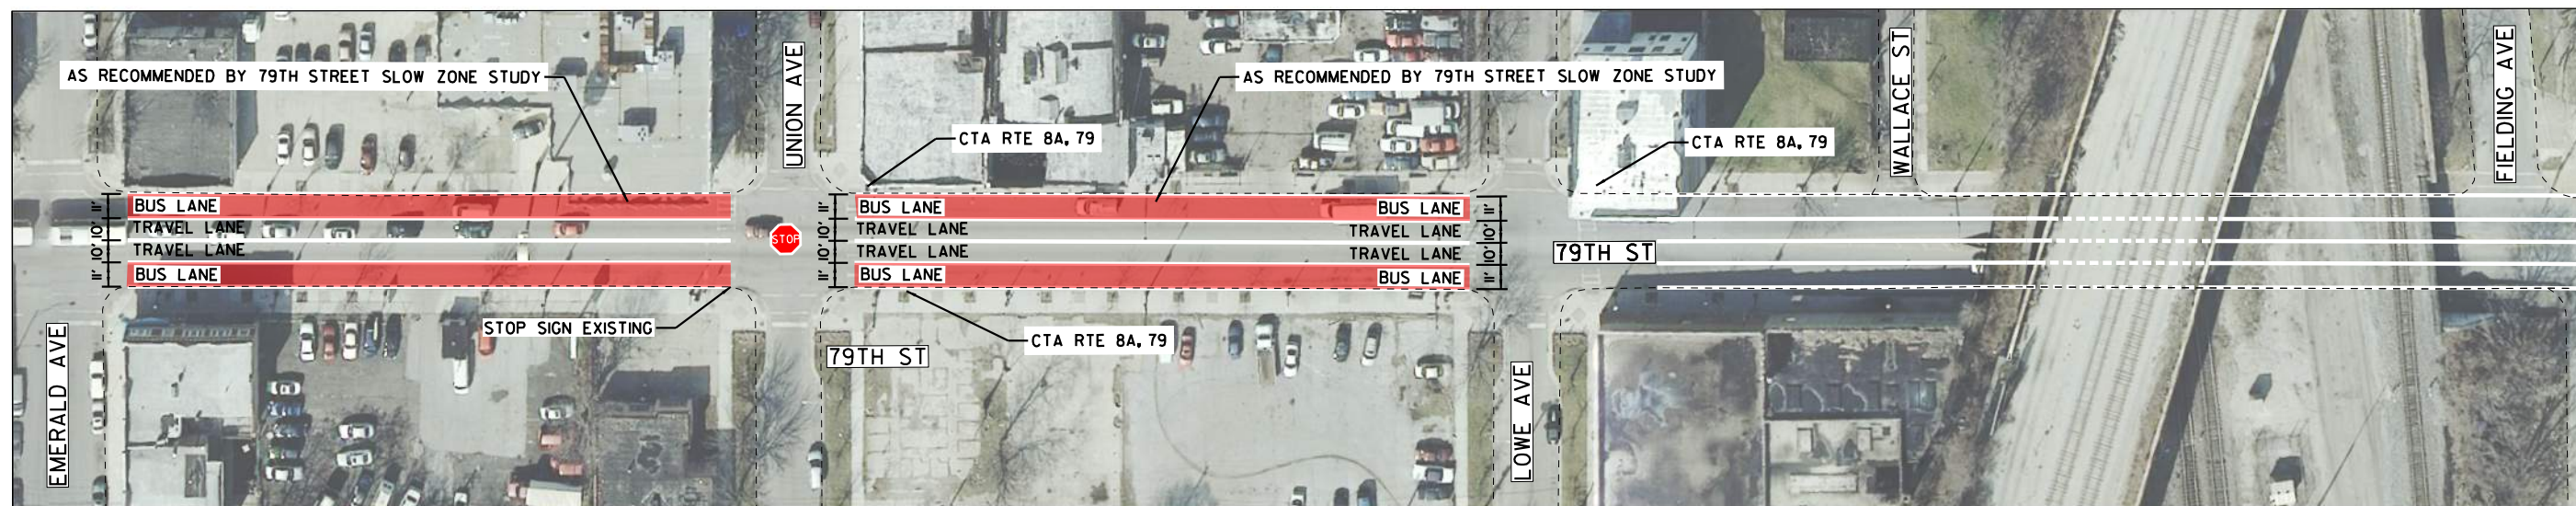 AS RECOMMENDED BY 79TH STREET SLOW ZONE STUDY
UNION AVE
AS RECOMMENDED BY 79TH STREET SLOW ZONE STUDY
CTA RTE 8A, 79
CTA RTE 8A, 79
WALLACE ST
FIELDING AVE
11'
BUS LANE
11'
BUS LANE
BUS LANE
11'
10'
TRAVEL LANE
10'
TRAVEL LANE
TRAVEL LANE
10'
STOP
10'
TRAVEL LANE
10'
TRAVEL LANE
TRAVEL LANE
10'
79TH ST
11'
BUS LANE
11'
BUS LANE
BUS LANE
11'
STOP SIGN EXISTING
CTA RTE 8A, 79
79TH ST
EMERALD AVE
LOWE AVE